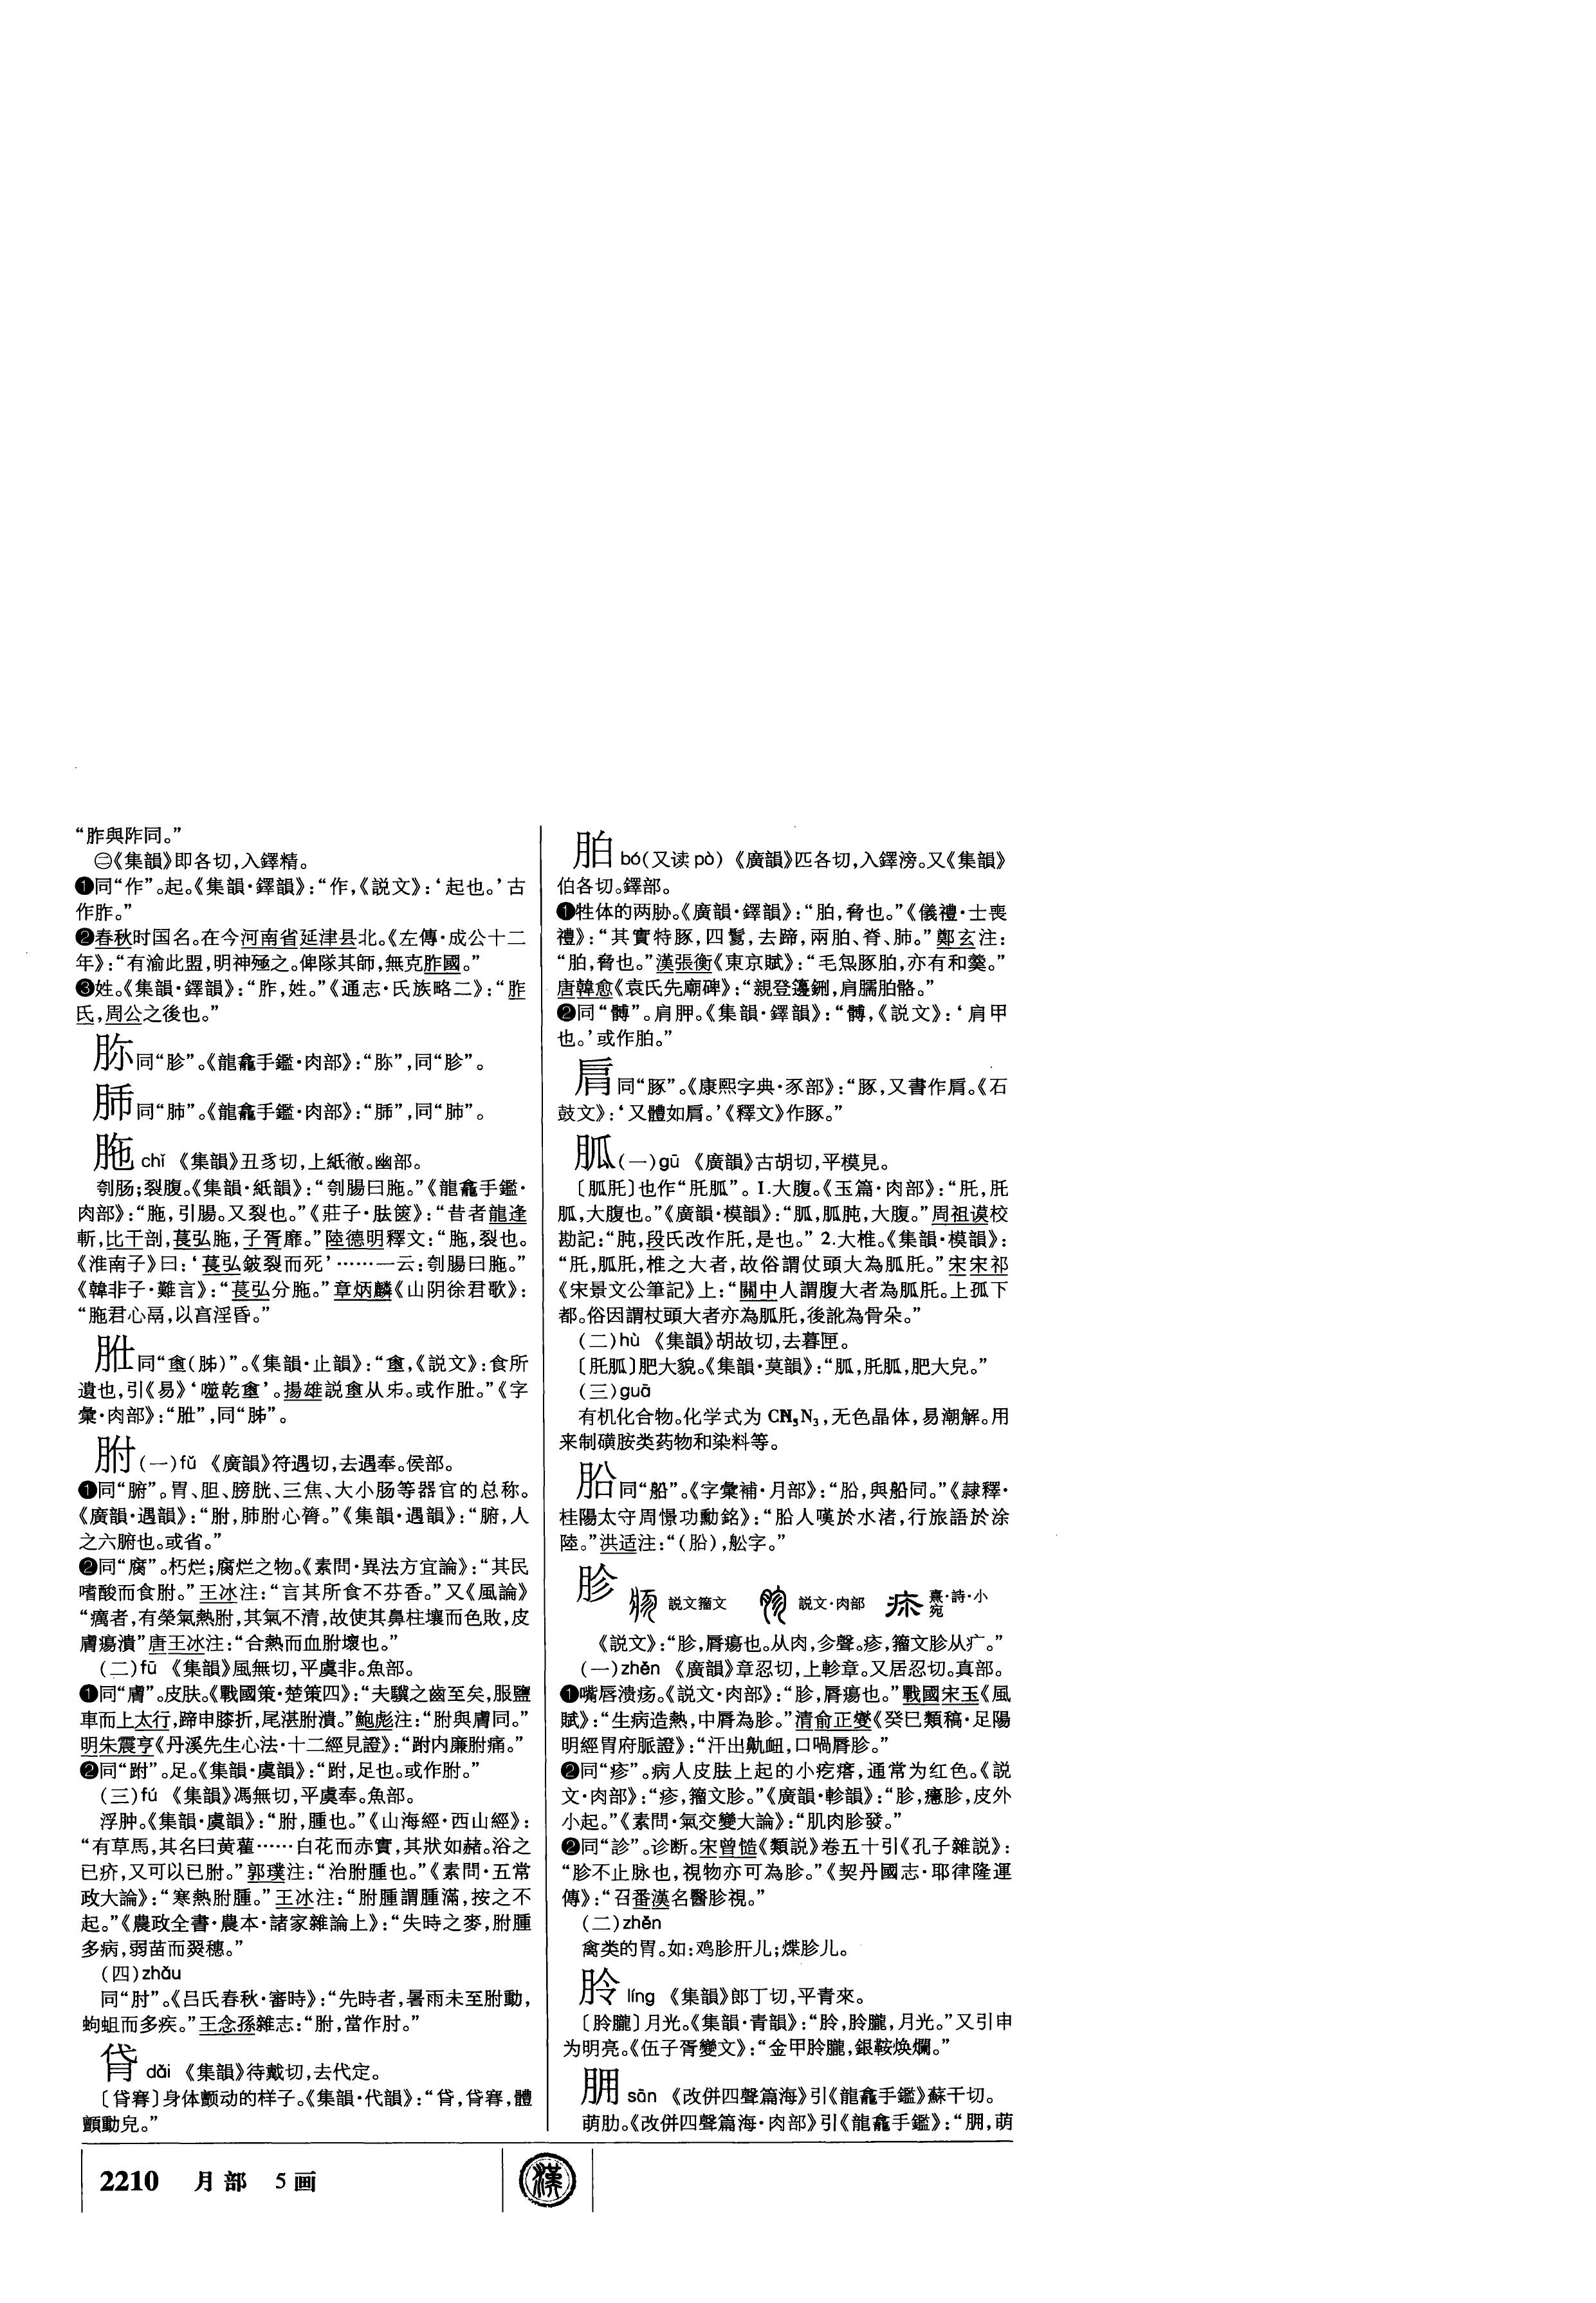 “胙與阼同。”
㊁《集韻》即各切,入鐸精。
❶同“作”。起。《集韻·鐸韻》:“作,《説文》:‘起也。’古
作胙。”
❷春秋时国名。在今河南省延津县北。《左傳·成公十二
年》:“有渝此盟,明神殛之。俾隊其師,無克胙國。”
❸姓。《集韻·鐸韻》:“胙,姓。”《通志·氏族略二》:“胙
氏,周公之後也。”
同“胗”。《龍龕手鑑·肉部》:“”,同“胗”。
同“肺”。《龍龕手鑑·肉部》:“”,同“肺”。
胣 chǐ 《集韻》丑豸切,上紙徹。幽部。
刳肠;裂腹。《集韻·紙韻》:“刳腸曰胣。”《龍龕手鑑·
肉部》:“胣,引腸。又裂也。”《莊子·胠篋》:“昔者龍逢
斬,比干剖,萇弘胣,子胥靡。”陸德明釋文:“胣,裂也。
《淮南子》曰:‘萇弘鈹裂而死’……一云:刳腸曰胣。”
《韓非子·難言》:“萇弘分胣。”章炳麟《山阴徐君歌》:
“胣君心鬲,以亯淫昏。”
同“𩚨(胏)”。《集韻·止韻》:“𩚨,《説文》:食所
遺也,引《易》‘噬乾𩚨’。揚雄説𩚨从𠂔。或作。”《字
彙·肉部》:“”,同“胏”。
胕(一)fǔ 《廣韻》符遇切,去遇奉。侯部。
❶同“腑”。胃、胆、膀胱、三焦、大小肠等器官的总称。
《廣韻·遇韻》:“胕,肺胕心膂。”《集韻·遇韻》:“腑,人
之六腑也。或省。”
❷同“腐”。朽烂;腐烂之物。《素問·異法方宜論》:“其民
嗜酸而食胕。”王冰注:“言其所食不芬香。”又《風論》
“癘者,有榮氣熱胕,其氣不清,故使其鼻柱壞而色敗,皮
膚瘍潰”唐王冰注:“合熱而血胕壞也。”
(二)fū 《集韻》風無切,平虞非。魚部。
❶同“膚”。皮肤。《戰國策·楚策四》:“夫驥之齒至矣,服鹽
車而上太行,蹄申膝折,尾湛胕潰。”鮑彪注:“胕與膚同。”
明朱震亨《丹溪先生心法·十二經見證》:“跗内廉胕痛。”
❷同“跗”。足。《集韻·虞韻》:“跗,足也。或作胕。”
(三)fú 《集韻》馮無切,平虞奉。魚部。
浮肿。《集韻·虞韻》:“胕,腫也。”《山海經·西山經》:
“有草馬,其名曰黄雚……白花而赤實,其狀如赭。浴之
已疥,又可以已胕。”郭璞注:“治胕腫也。”《素問·五常
政大論》:“寒熱胕腫。”王冰注:“胕腫謂腫滿,按之不
起。”《農政全書·農本·諸家雜論上》:“失時之麥,胕腫
多病,弱苗而翜穗。”
(四)zhǒu
同“肘”。《吕氏春秋·審時》:“先時者,暑雨未至胕動,
蚼蛆而多疾。”王念孫雜志:“胕,當作肘。”
dài 《集韻》待戴切,去代定。
〔〕身体颤动的样子。《集韻·代韻》:“,體
顫動皃。”
胉 bó(又读pò) 《廣韻》匹各切,入鐸滂。又《集韻》
伯各切。鐸部。
❶牲体的两胁。《廣韻·鐸韻》:“胉,脅也。”《儀禮·士喪
禮》:“其實特豚,四鬄,去蹄,兩胉、脊、肺。”鄭玄注:
“胉,脅也。”漢張衡《東京賦》:“毛炰豚胉,亦有和羹。”
唐韓愈《袁氏先廟碑》:“親登籩鉶,肩臑胉骼。”
❷同“髆”。肩胛。《集韻·鐸韻》:“髆,《説文》:‘肩甲
也。’或作胉。”
肩同“豜”。《康熙字典·豕部》:“豜,又書作肩。《石
鼓文》:‘又體如肩。’《釋文》作豜。”
胍(一)gū 《廣韻》古胡切,平模見。
〔胍肚〕也作“肚胍”。1.大腹。《玉篇·肉部》:“肚,肚
胍,大腹也。”《廣韻·模韻》:“胍,胍肫,大腹。”周祖谟校
勘記:“肫,段氏改作肚,是也。”2.大椎。《集韻·模韻》:
“肚,胍肚,椎之大者,故俗謂仗頭大為胍肚。”宋宋祁
《宋景文公筆記》上:“關中人謂腹大者為胍肚。上孤下
都。俗因謂杖頭大者亦為胍肚,後訛為骨朵。”
(二)hù 《集韻》胡故切,去暮匣。
〔肚胍〕肥大貌。《集韻·莫韻》:“胍,肚胍,肥大皃。”
(三)guā
有机化合物。化学式为CH₅N₃,无色晶体,易潮解。用
来制磺胺类药物和染料等。
同“船”。《字彙補·月部》:“,與船同。”《隸釋·
桂陽太守周憬功勳銘》:“人嘆於水渚,行旅語於涂
陸。”洪适注:“(),舩字。”
胗 説文籀文 説文·肉部 熹·詩·小宛
《説文》:“胗,脣瘍也。从肉,㐱聲。疹,籀文胗从疒。”
(一)zhěn 《廣韻》章忍切,上軫章。又居忍切。真部。
❶嘴唇溃疡。《説文·肉部》:“胗,脣瘍也。”戰國宋玉《風
賦》:“生病造熱,中脣為胗。”清俞正燮《癸巳類稿·足陽
明經胃府脈證》:“汗出鼽衄,口喎脣胗。”
❷同“疹”。病人皮肤上起的小疙瘩,通常为红色。《説
文·肉部》:“疹,籀文胗。”《廣韻·軫韻》:“胗,癮胗,皮外
小起。”《素問·氣交變大論》:“肌肉胗發。”
❷同“診”。诊断。宋曾慥《類説》卷五十引《孔子雜説》:
“胗不止脉也,視物亦可為胗。”《契丹國志·耶律隆運
傳》:“召番漢名醫胗視。”
(二)zhēn
禽类的胃。如:鸡胗肝儿;煠胗儿。
朎 líng 《集韻》郎丁切,平青來。
〔朎朧〕月光。《集韻·青韻》:“朎,朎朧,月光。”又引申
为明亮。《伍子胥變文》:“金甲朎朧,銀鞍焕爛。”
sān 《改併四聲篇海》引《龍龕手鑑》蘇干切。
萌肋。《改併四聲篇海·肉部》引《龍龕手鑑》:“,萌
2210 月部 5画
漢